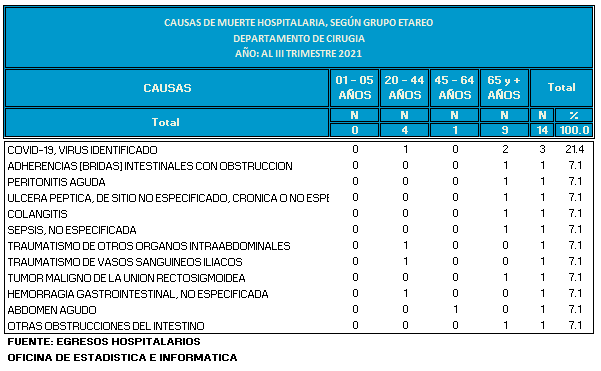 CAUSAS DE MUERTE HOSPITALARIA, SEGÚN GRUPO ETAREO
DEPARTAMENTO DE CIRUGIA
AÑO: AL III TRIMESTRE 2021
CAUSAS 01 – 05 AÑOS 20 – 44 AÑOS 45 – 64 AÑOS 65 y + AÑOS Total
Total N N N N N %
0 4 1 9 14 100.0
COVID-19, VIRUS IDENTIFICADO 0 1 0 2 3 21.4
ADHERENCIAS [BRIDAS] INTESTINALES CON OBSTRUCCION 0 0 0 1 1 7.1
PERITONITIS AGUDA 0 0 0 1 1 7.1
ULCERA PEPTICA, DE SITIO NO ESPECIFICADO, CRONICA O NO ESPE 0 0 0 1 1 7.1
COLANGITIS 0 0 0 1 1 7.1
SEPSIS, NO ESPECIFICADA 0 0 0 1 1 7.1
TRAUMATISMO DE OTROS ORGANOS INTRAABDOMINALES 0 1 0 0 1 7.1
TRAUMATISMO DE VASOS SANGUINEOS ILIACOS 0 1 0 0 1 7.1
TUMOR MALIGNO DE LA UNION RECTOSIGMOIDEA 0 0 0 1 1 7.1
HEMORRAGIA GASTROINTESTINAL, NO ESPECIFICADA 0 1 0 0 1 7.1
ABDOMEN AGUDO 0 0 1 0 1 7.1
OTRAS OBSTRUCCIONES DEL INTESTINO 0 0 0 1 1 7.1
FUENTE: EGRESOS HOSPITALARIOS
OFICINA DE ESTADISTICA E INFORMATICA